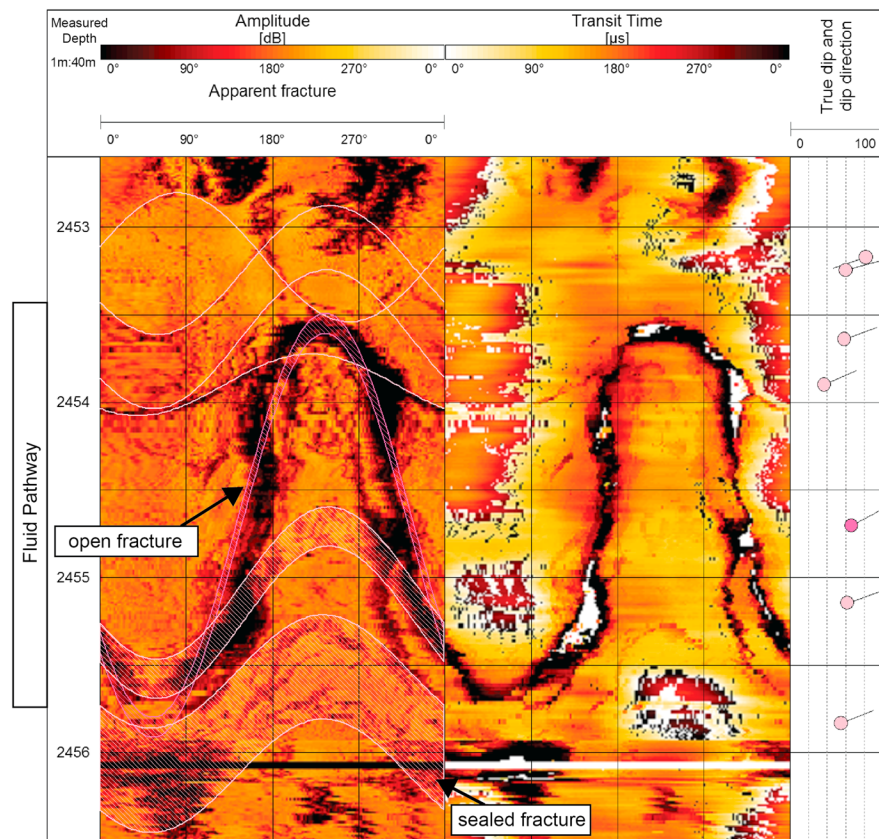 Measured
Depth
1m:40m
Amplitude
[dB]
0° 90° 180° 270° 0°
Apparent fracture
0° 90° 180° 270° 0°
Transit Time
[µs]
0° 90° 180° 270° 0°
True dip and
dip direction
0 100
2453
2454
2455
2456
Fluid Pathway
open fracture
sealed fracture